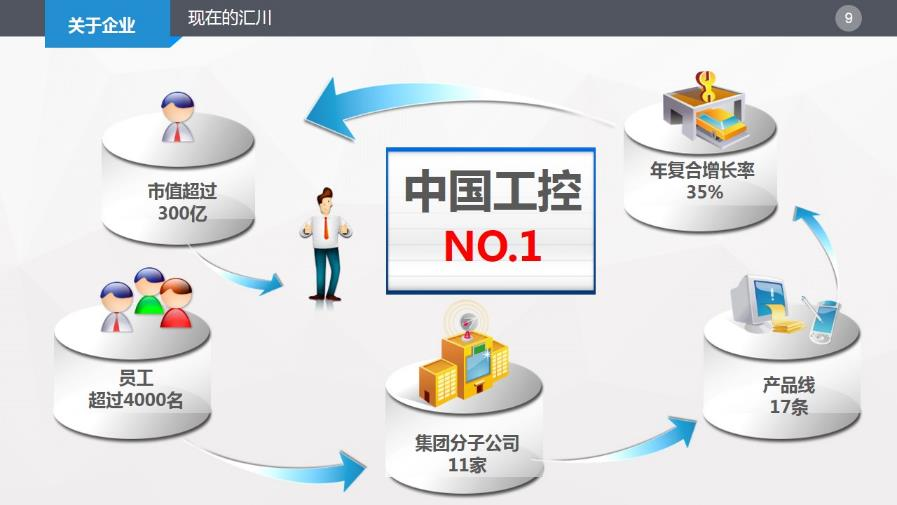 关于企业
现在的汇川
9
市值超过
300亿
中国工控
NO.1
年复合增长率
35%
员工
超过4000名
集团分子公司
11家
产品线
17条